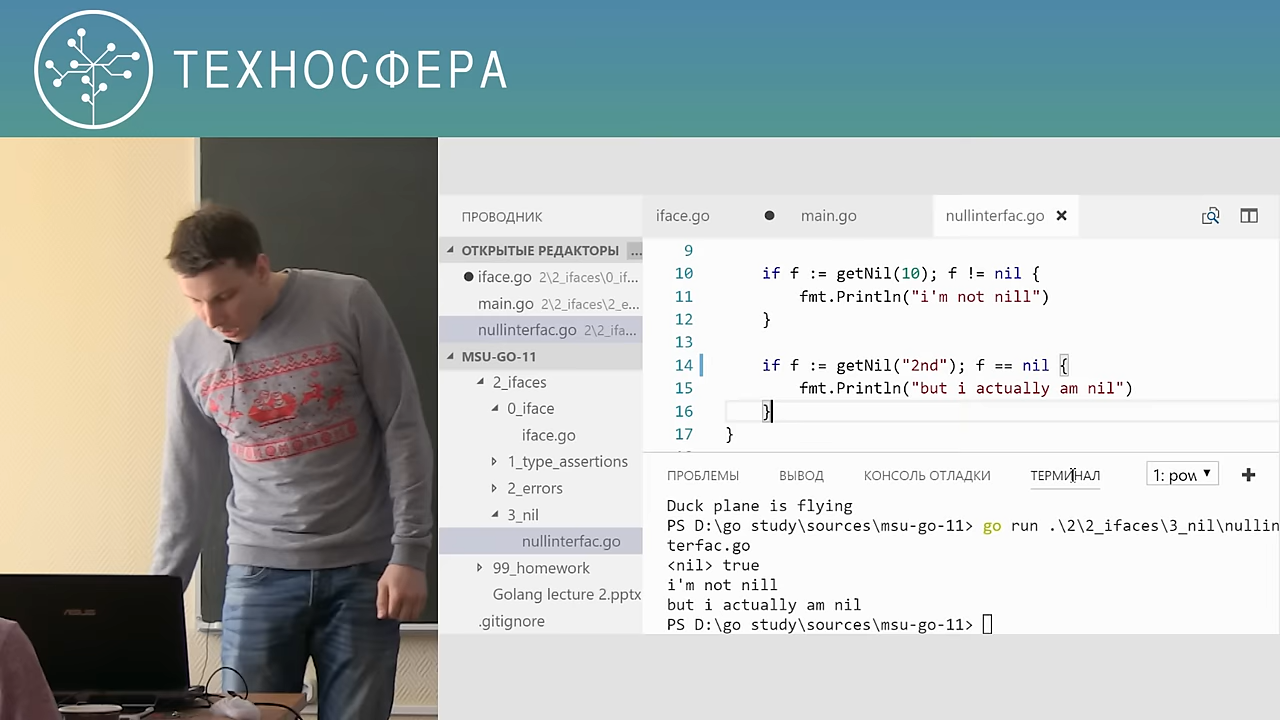 ТЕХНОСФЕРА
ПРОВОДНИК
ОТКРЫТЫЕ РЕДАКТОРЫ ...
iface.go 2\2_ifaces\0_if...
main.go 2\2_ifaces\2_e...
nullinterfac.go 2\2_ifa...
MSU-GO-11
2_ifaces
0_iface
iface.go
1_type_assertions
2_errors
3_nil
nullinterfac.go
99_homework
Golang lecture 2.pptx
.gitignore
iface.go main.go nullinterfac.go
9
10 if f := getNil(10); f != nil {
11 fmt.Println("i'm not nill")
12 }
13
14 if f := getNil("2nd"); f == nil {
15 fmt.Println("but i actually am nil")
16 }
17 }
ПРОБЛЕМЫ ВЫВОД КОНСОЛЬ ОТЛАДКИ ТЕРМИНАЛ 1: pow
Duck plane is flying
PS D:\go study\sources\msu-go-11> go run .\2\2_ifaces\3_nil\nullin
terfac.go
<nil> true
i'm not nill
but i actually am nil
PS D:\go study\sources\msu-go-11>
ASUS